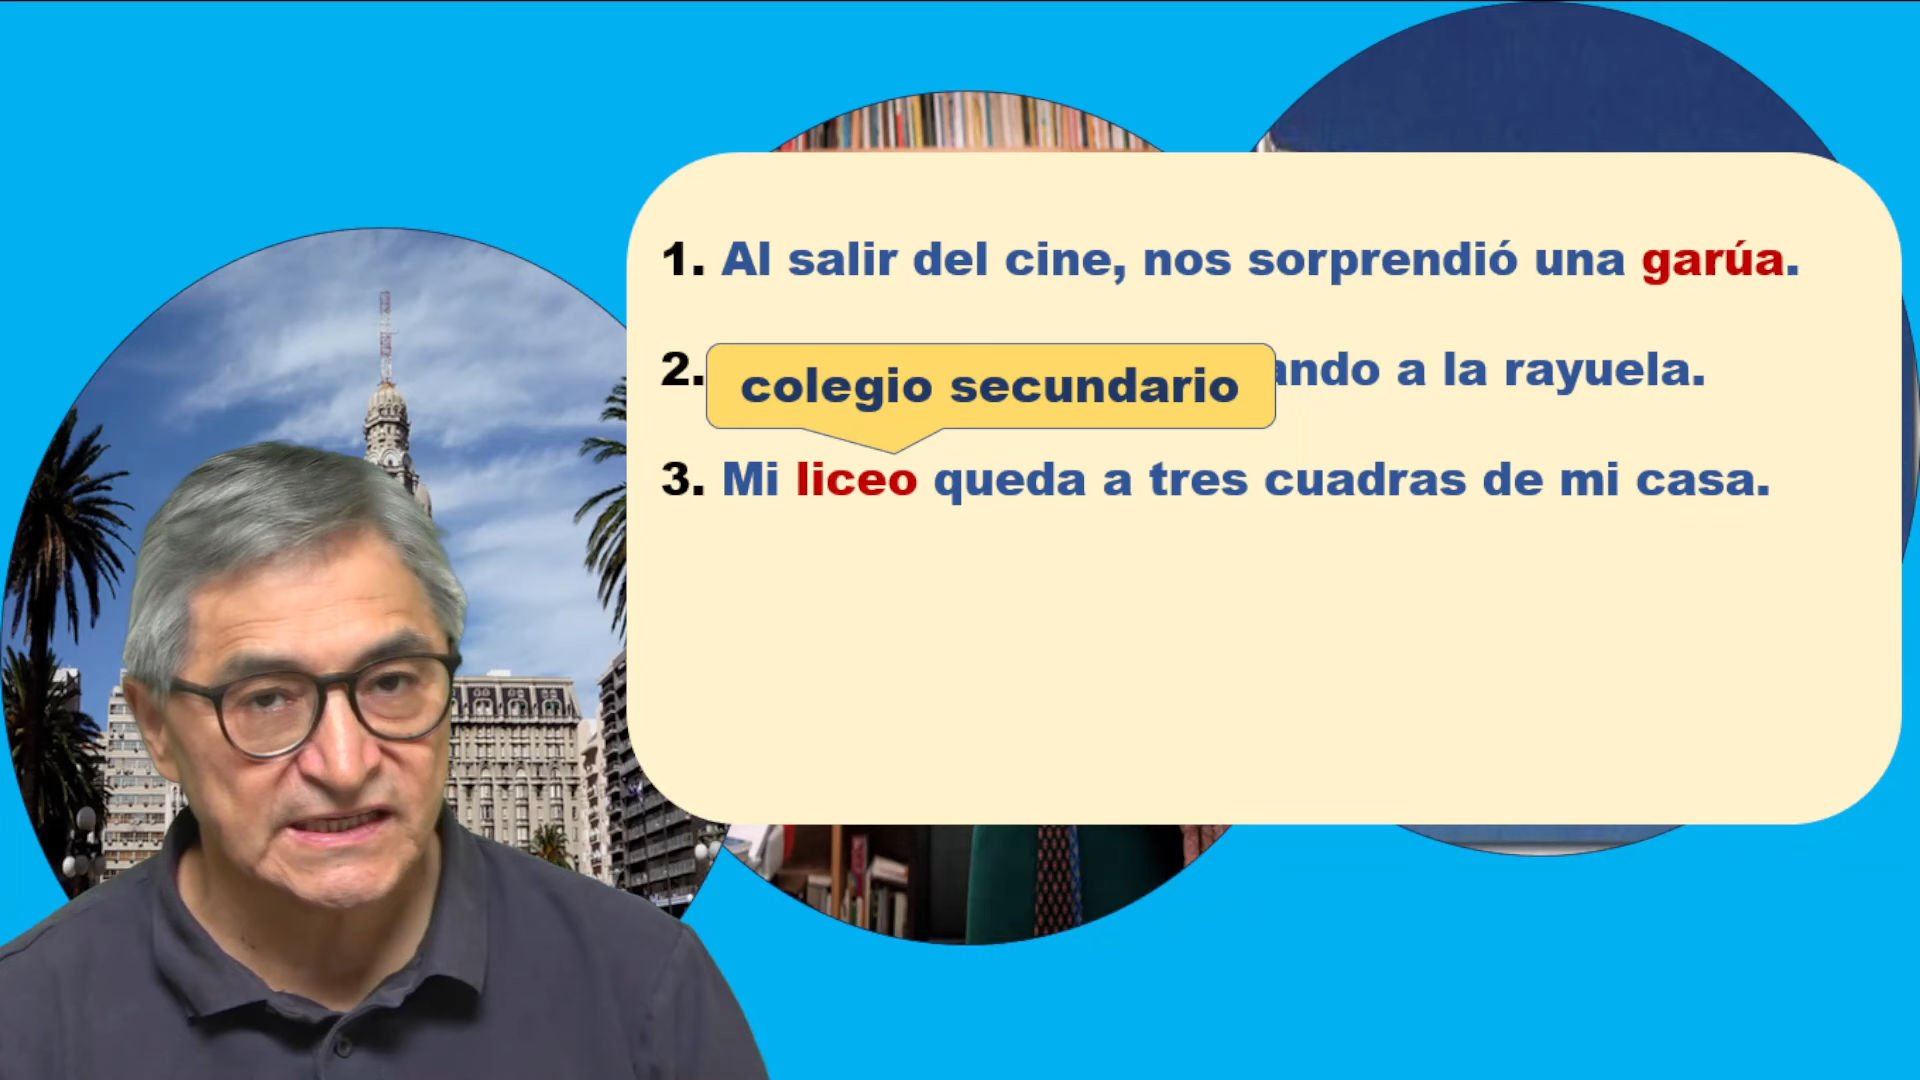 1. Al salir del cine, nos sorprendió una garúa.
2. ando a la rayuela.
colegio secundario
3. Mi liceo queda a tres cuadras de mi casa.